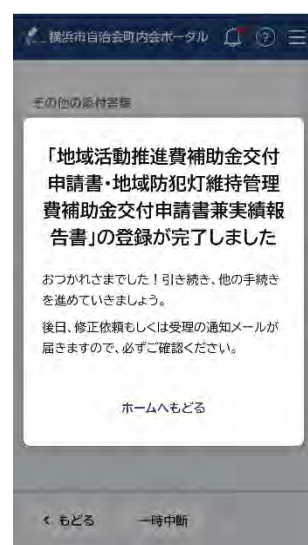 横浜市自治会町内会ポータル
その他の添付書類
「地域活動推進費補助金交付
申請書・地域防犯灯維持管理
費補助金交付申請書兼実績報
告書」の登録が完了しました
おつかれさまでした！引き続き、他の手続き
を進めていきましょう。
後日、修正依頼もしくは受理の通知メールが
届きますので、必ずご確認ください。
ホームへもどる
もどる 一時中断